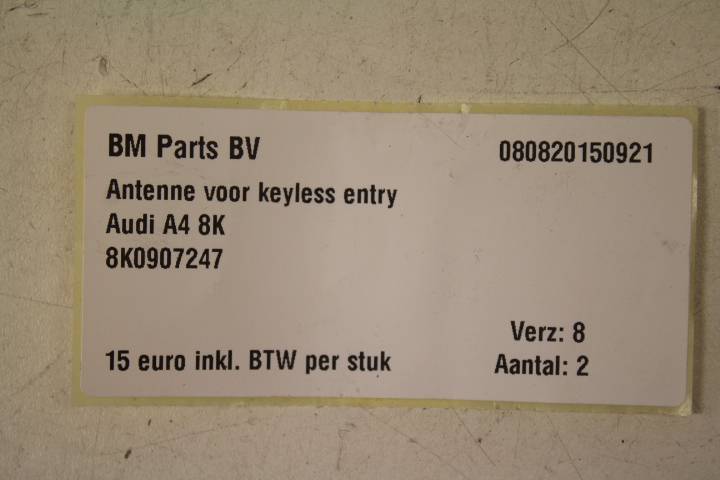 BM Parts BV
080820150921
Antenne voor keyless entry
Audi A4 8K
8K0907247
Verz: 8
15 euro inkl. BTW per stuk
Aantal: 2